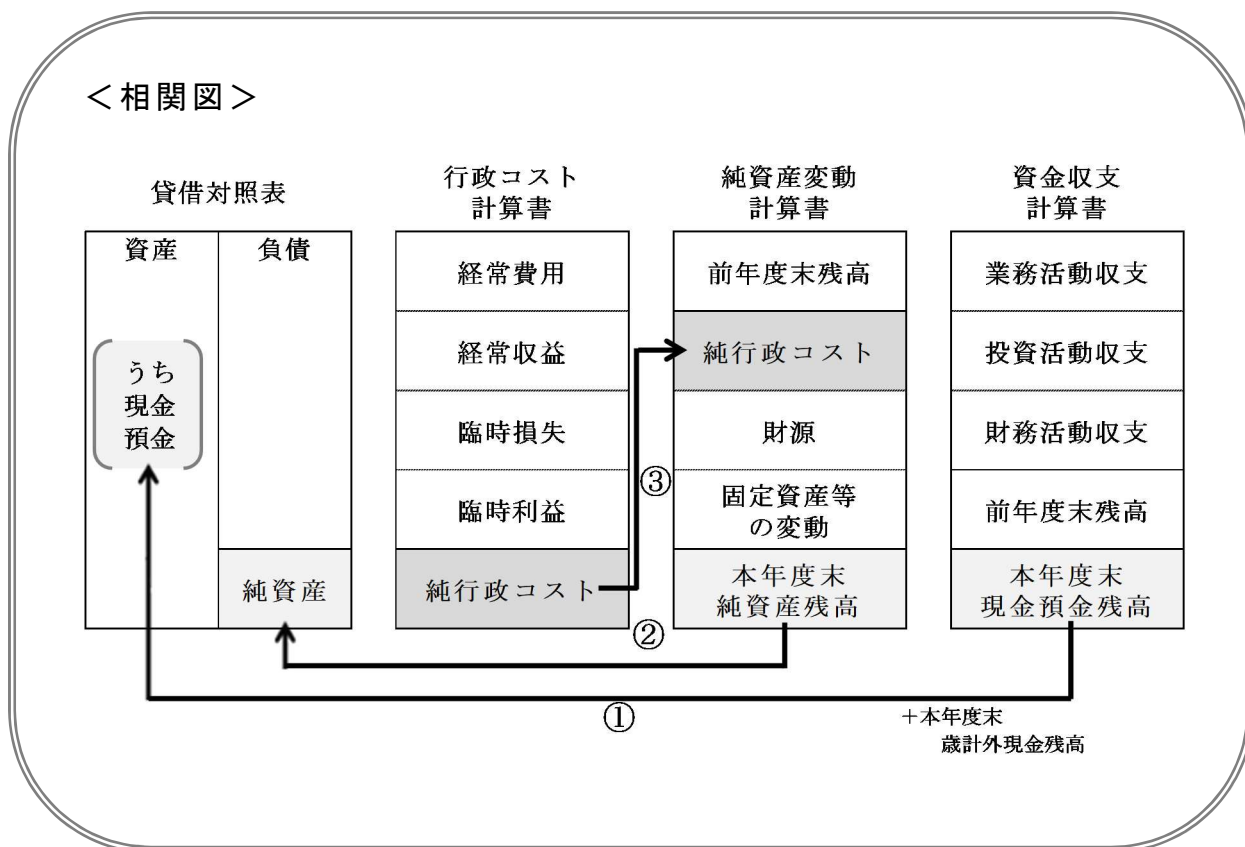 ＜相関図＞
貸借対照表
資産
負債
うち
現金
預金
純資産
行政コスト
計算書
経常費用
経常収益
臨時損失
臨時利益
純行政コスト
純資産変動
計算書
前年度末残高
純行政コスト
財源
固定資産等
の変動
本年度末
純資産残高
資金収支
計算書
業務活動収支
投資活動収支
財務活動収支
前年度末残高
本年度末
現金預金残高
③
②
①
＋本年度末
歳計外現金残高